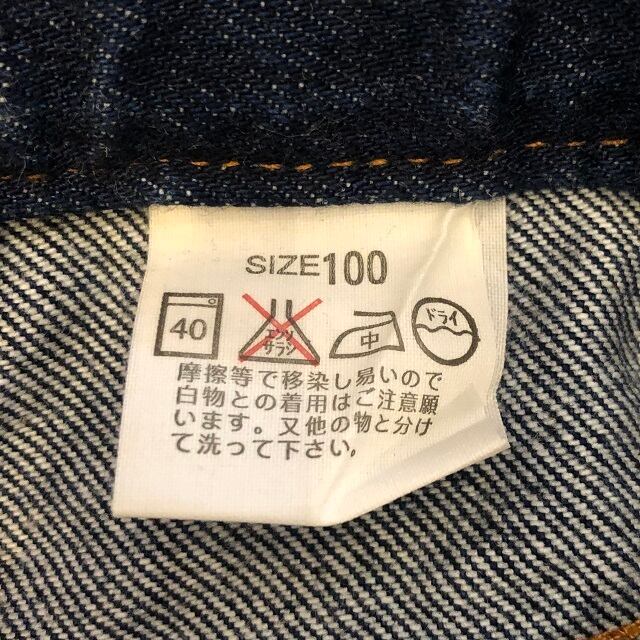 SIZE 100
40 エンソ サラシ 中 ドライ
摩擦等で移染し易いので
白物との着用はご注意願
います。又他の物と分け
て洗って下さい。